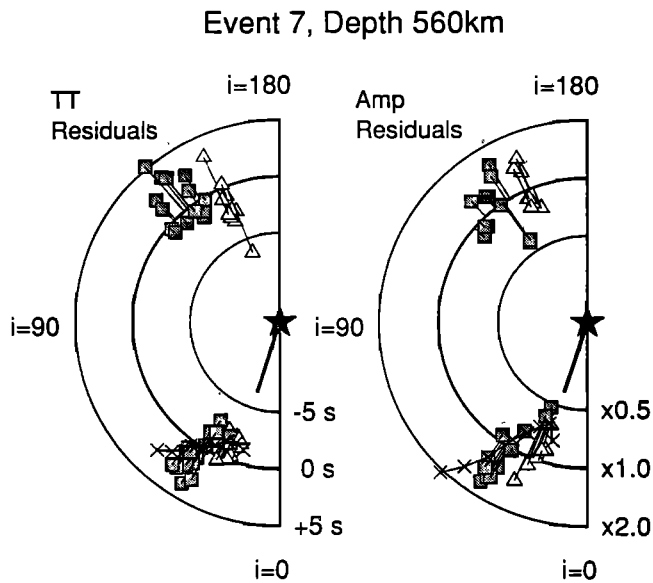 Event 7, Depth 560km
TT
Residuals
i=180
Amp
Residuals
i=180
i=90
i=90
-5 s
0 s
+5 s
i=0
x0.5
x1.0
x2.0
i=0